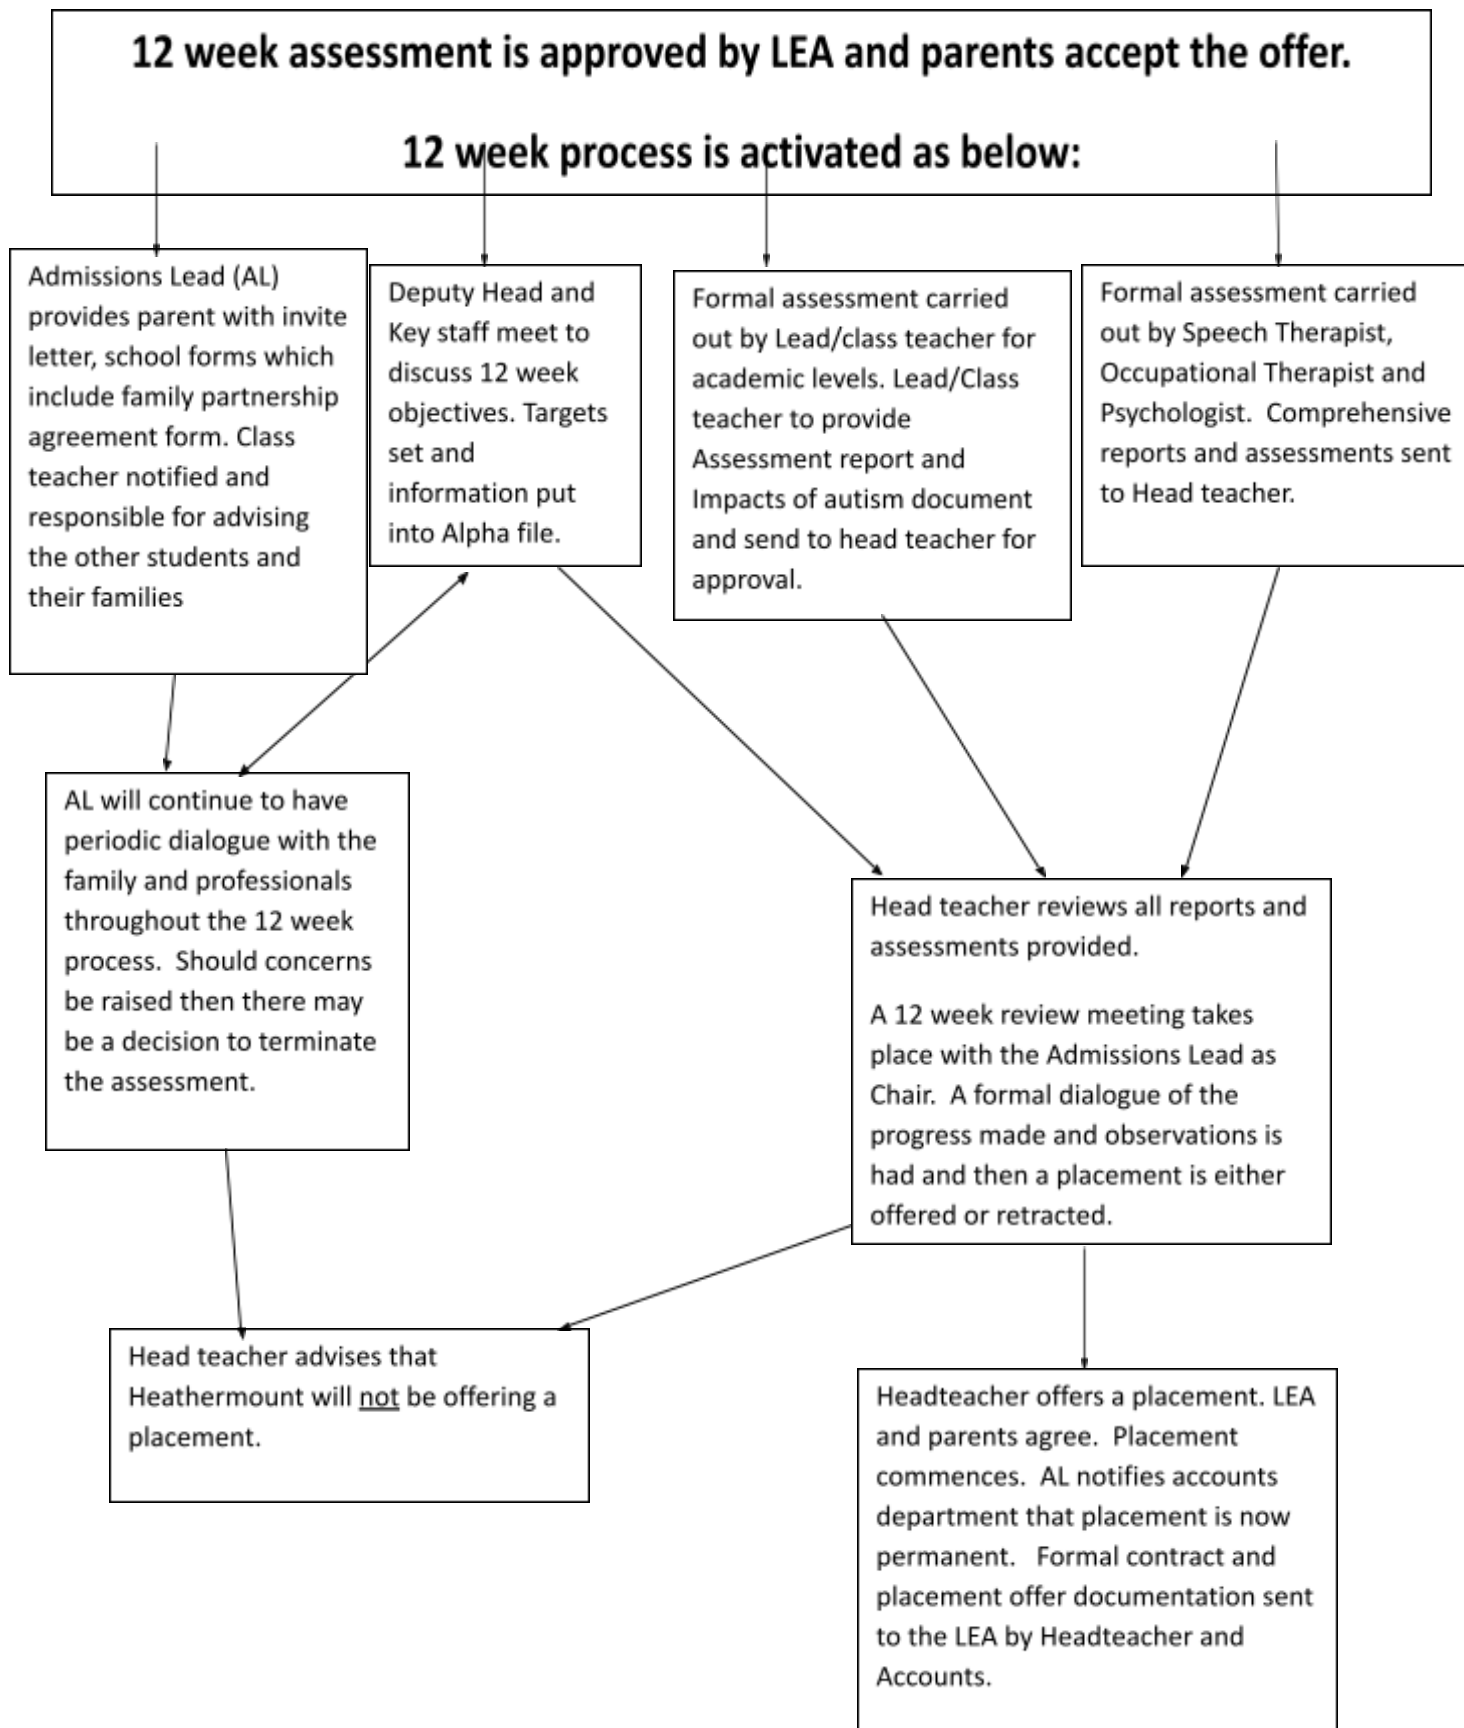 12 week assessment is approved by LEA and parents accept the offer.
12 week process is activated as below:
Admissions Lead (AL)
provides parent with invite
letter, school forms which
include family partnership
agreement form. Class
teacher notified and
responsible for advising
the other students and
their families
Deputy Head and
Key staff meet to
discuss 12 week
objectives. Targets
set and
information put
into Alpha file.
Formal assessment carried
out by Lead/class teacher for
academic levels. Lead/Class
teacher to provide
Assessment report and
Impacts of autism document
and send to head teacher for
approval.
Formal assessment carried
out by Speech Therapist,
Occupational Therapist and
Psychologist. Comprehensive
reports and assessments sent
to Head teacher.
AL will continue to have
periodic dialogue with the
family and professionals
throughout the 12 week
process. Should concerns
be raised then there may
be a decision to terminate
the assessment.
Head teacher reviews all reports and
assessments provided.
A 12 week review meeting takes
place with the Admissions Lead as
Chair. A formal dialogue of the
progress made and observations is
had and then a placement is either
offered or retracted.
Head teacher advises that
Heathermount will not be offering a
placement.
Headteacher offers a placement. LEA
and parents agree. Placement
commences. AL notifies accounts
department that placement is now
permanent. Formal contract and
placement offer documentation sent
to the LEA by Headteacher and
Accounts.